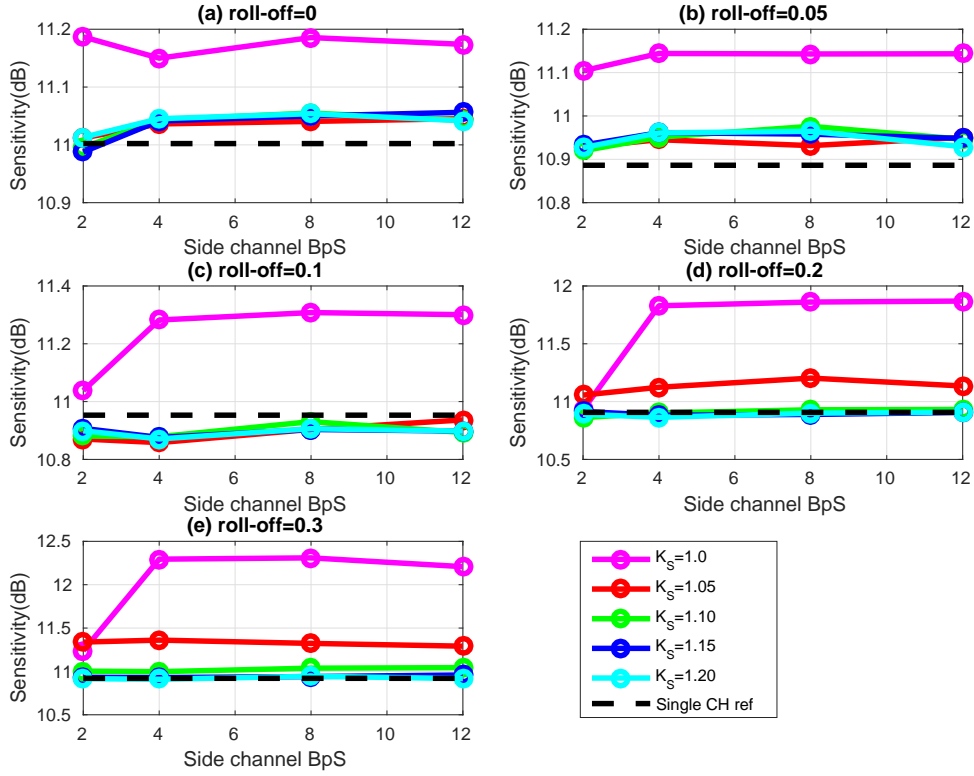 (a) roll-off=0
Sensitivity(dB)
11.2
11.1
11
10.9
2 4 6 8 10 12
Side channel BpS
(b) roll-off=0.05
Sensitivity(dB)
11.2
11.1
11
10.9
10.8
2 4 6 8 10 12
Side channel BpS
(c) roll-off=0.1
Sensitivity(dB)
11.4
11.2
11
10.8
2 4 6 8 10 12
Side channel BpS
(d) roll-off=0.2
Sensitivity(dB)
12
11.5
11
10.5
2 4 6 8 10 12
Side channel BpS
(e) roll-off=0.3
Sensitivity(dB)
12.5
12
11.5
11
10.5
2 4 6 8 10 12
Side channel BpS
K_S=1.0
K_S=1.05
K_S=1.10
K_S=1.15
K_S=1.20
Single CH ref